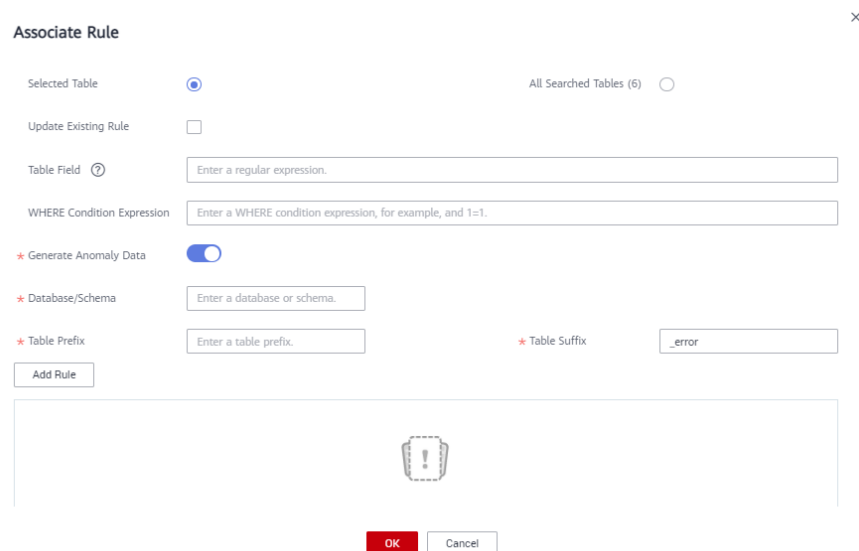 Associate Rule
Selected Table All Searched Tables (6)
Update Existing Rule
Table Field ? Enter a regular expression.
WHERE Condition Expression Enter a WHERE condition expression, for example, and 1=1.
* Generate Anomaly Data
* Database/Schema Enter a database or schema.
* Table Prefix Enter a table prefix. * Table Suffix _error
Add Rule
!
OK Cancel